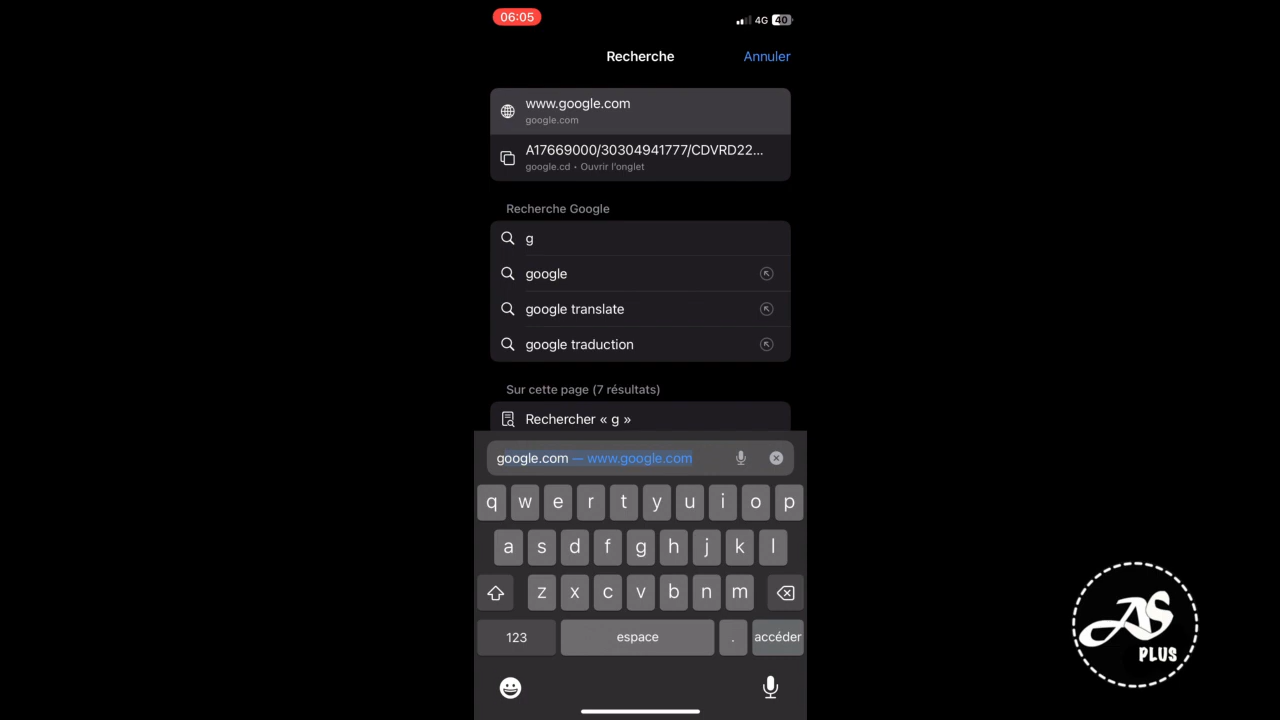 06:05
4G 40
Recherche
Annuler
www.google.com
google.com
A17669000/30304941777/CDVRD22...
google.cd • Ouvrir l'onglet
Recherche Google
g
google
google translate
google traduction
Sur cette page (7 résultats)
Rechercher « g »
google.com — www.google.com
q w e r t y u i o p
a s d f g h j k l
z x c v b n m
123 espace . accéder
AS
PLUS